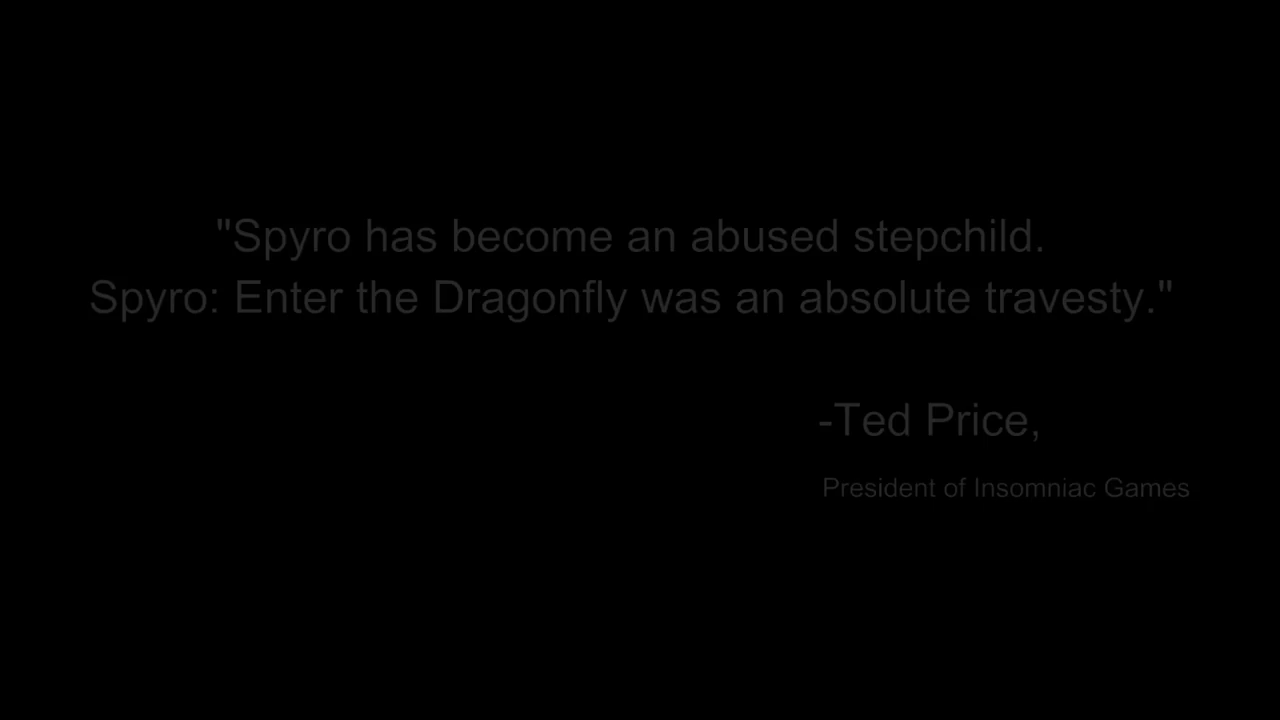 "Spyro has become an abused stepchild.
Spyro: Enter the Dragonfly was an absolute travesty."
-Ted Price,
President of Insomniac Games